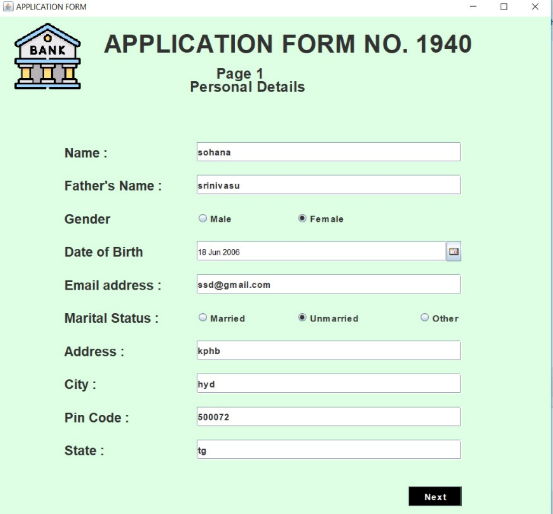 APPLICATION FORM
BANK
APPLICATION FORM NO. 1940
Page 1
Personal Details
Name : sohana
Father's Name : srinivasu
Gender Male Female
Date of Birth 18 Jun 2006
Email address : ssd@gmail.com
Marital Status : Married Unmarried Other
Address : kphb
City : hyd
Pin Code : 500072
State : tg
Next